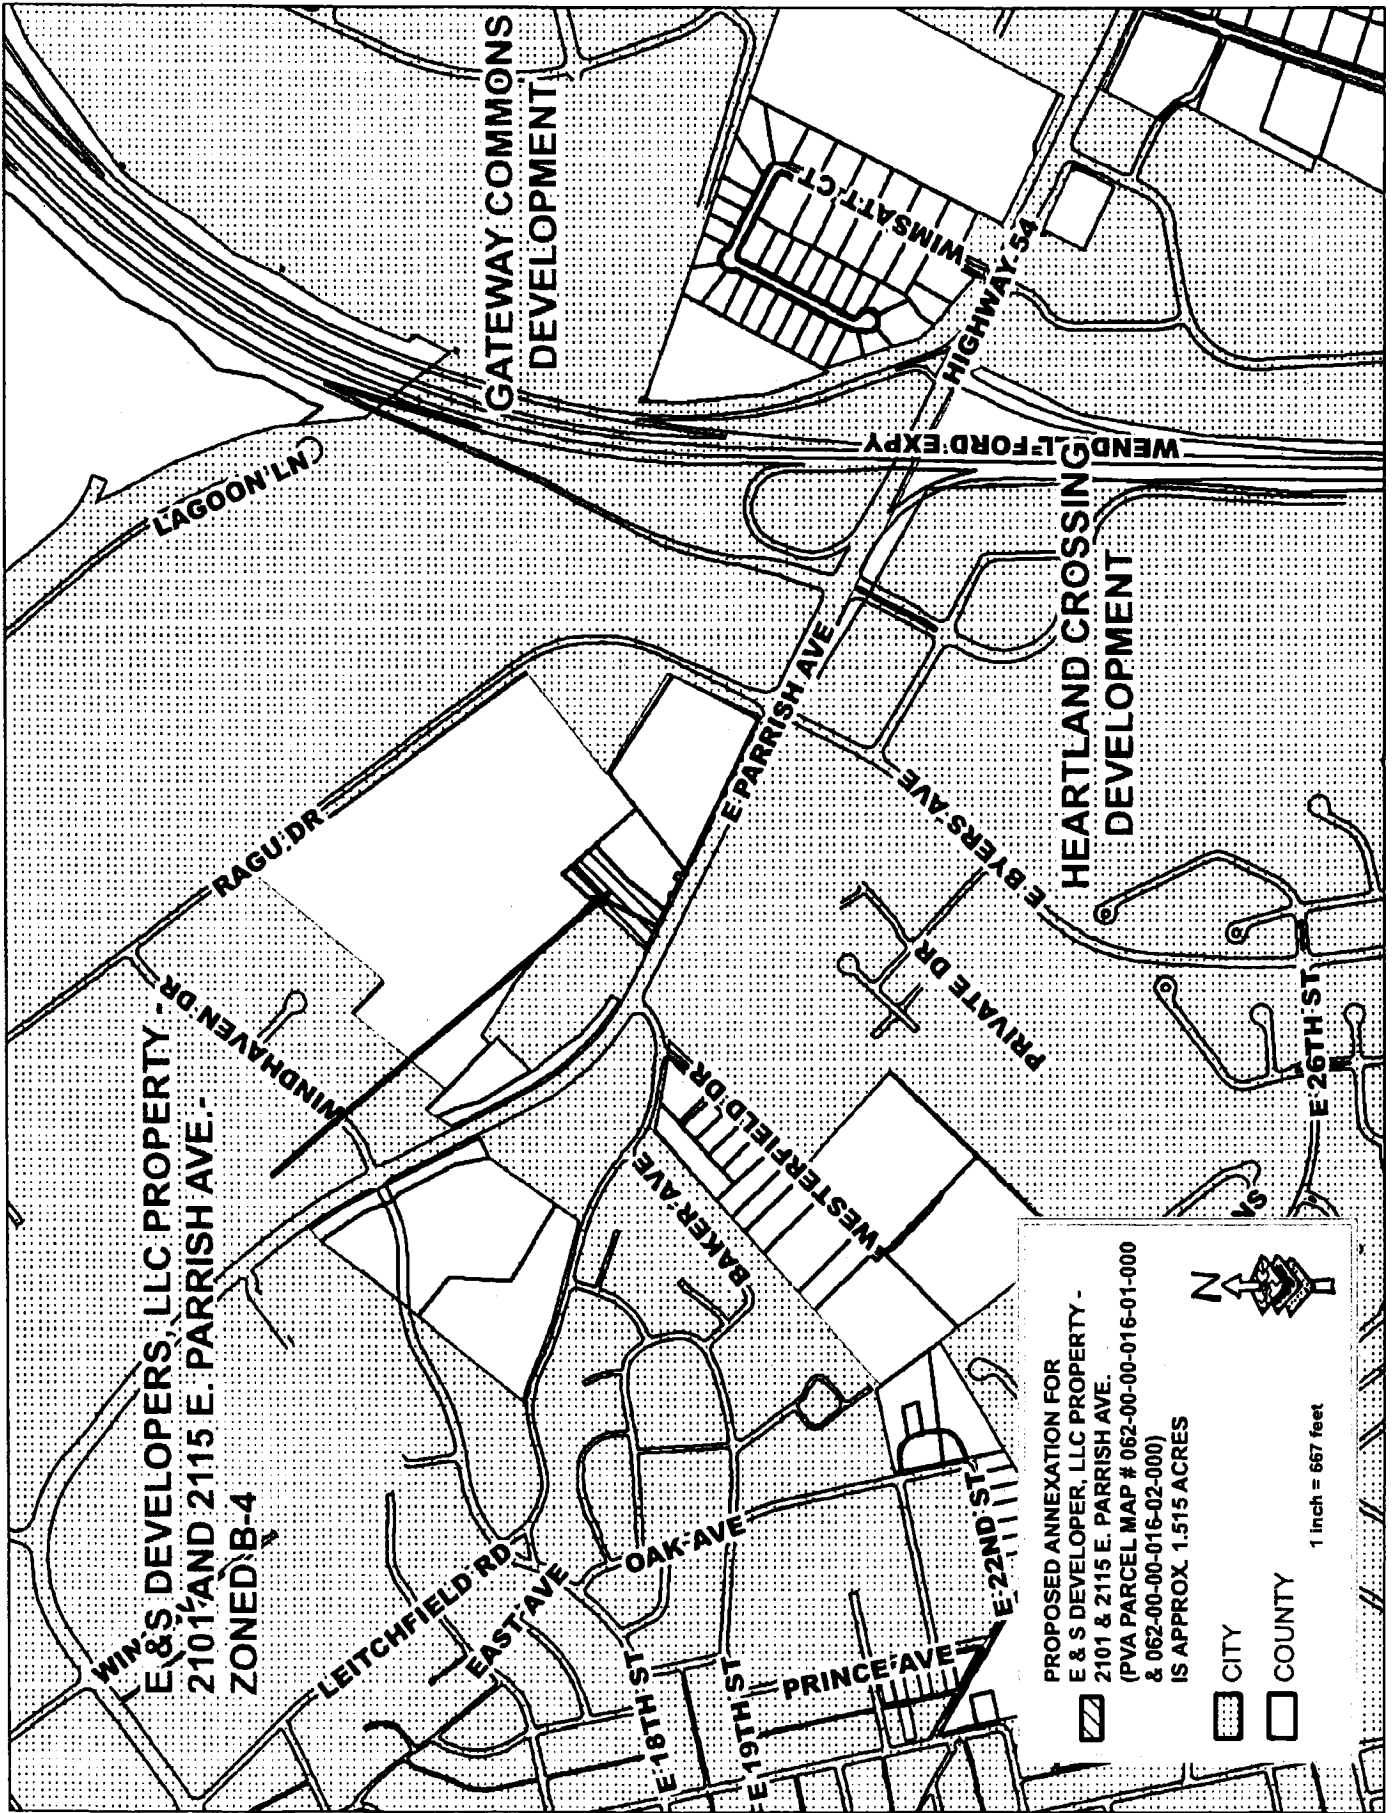 E&S DEVELOPERS, LLC PROPERTY -
2101 AND 2115 E. PARRISH AVE. -
ZONED B-4
GATEWAY COMMONS
DEVELOPMENT
HEARTLAND CROSSING
DEVELOPMENT
LAGOON LN
RAGU DR
WINDHAVEN DR
WIMSATT CT
HIGHWAY 54
E PARRISH AVE
E BYERS AVE
PRIVATE DR
WESTERFIELD DR
BAKER AVE
LEITCHFIELD RD
EAST AVE
OAK AVE
E 18TH ST
E 19TH ST
PRINCE AVE
E 22ND ST
E 26TH ST
PROPOSED ANNEXATION FOR
E & S DEVELOPER, LLC PROPERTY -
2101 & 2115 E. PARRISH AVE.
(PVA PARCEL MAP # 062-00-00-016-01-000
& 062-00-00-016-02-000)
IS APPROX. 1.515 ACRES
CITY
COUNTY
1 inch = 667 feet
N